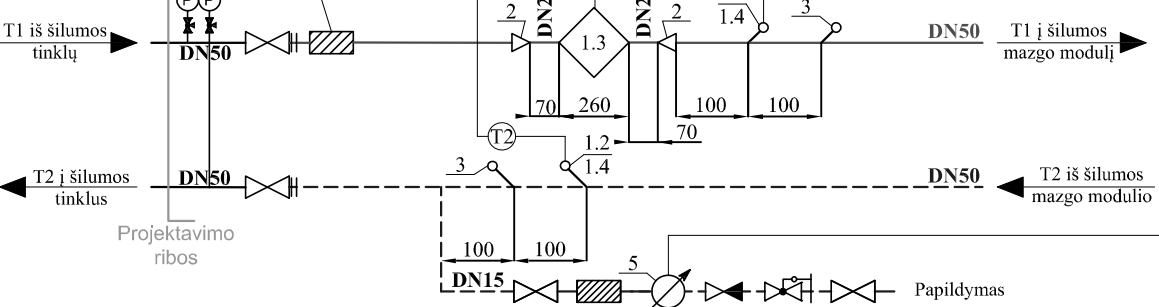 P P
2 DN2 DN2 2
1.4 3
T1 iš šilumos
tinklų
DN50
1.3
DN50
T1 į šilumos
mazgo modulį
70 260 100 100
70
T2
1.2
1.4
3
T2 į šilumos
tinklus
DN50
DN50
T2 iš šilumos
mazgo modulio
Projektavimo
ribos
100 100
DN15
5
Papildymas